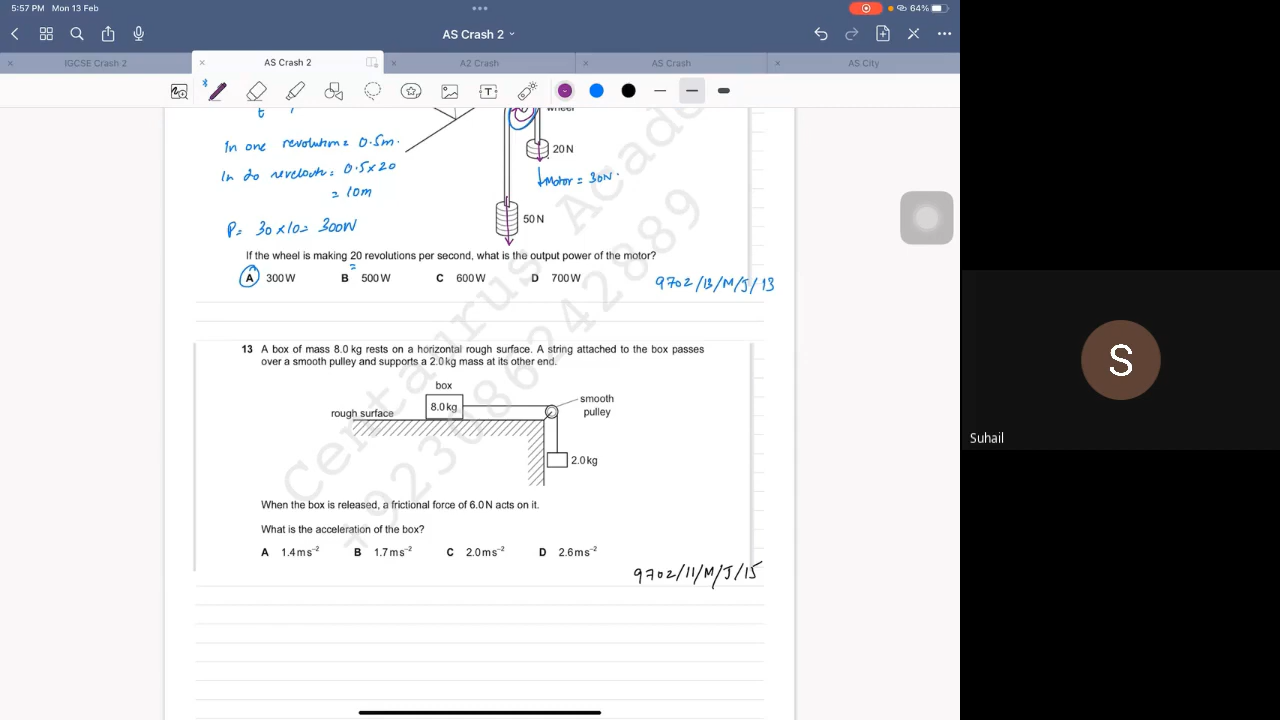 5:57 PM Mon 13 Feb
64%
AS Crash 2
IGCSE Crash 2
AS Crash 2
A2 Crash
AS Crash
AS City
t
wheel
In one revolution = 0.5m.
20 N
In 20 = 0.5 x 20
= 10m
Motor = 30N
P = 30 x 10 = 300W
50 N
If the wheel is making 20 revolutions per second, what is the output power of the motor?
A 300 W B 500 W C 600 W D 700 W
9702/13/M/J/13
13 A box of mass 8.0 kg rests on a horizontal rough surface. A string attached to the box passes
over a smooth pulley and supports a 2.0 kg mass at its other end.
box
smooth
pulley
8.0 kg
rough surface
2.0 kg
When the box is released, a frictional force of 6.0 N acts on it.
What is the acceleration of the box?
A 1.4 m s⁻² B 1.7 m s⁻² C 2.0 m s⁻² D 2.6 m s⁻²
9702/11/M/J/15
Centaurus Acade
+923086242889
S
Suhail